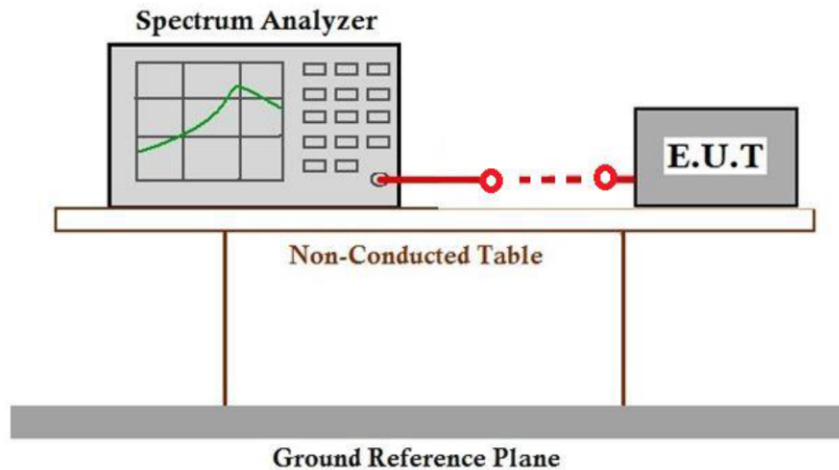 Spectrum Analyzer
E.U.T
Non-Conducted Table
Ground Reference Plane